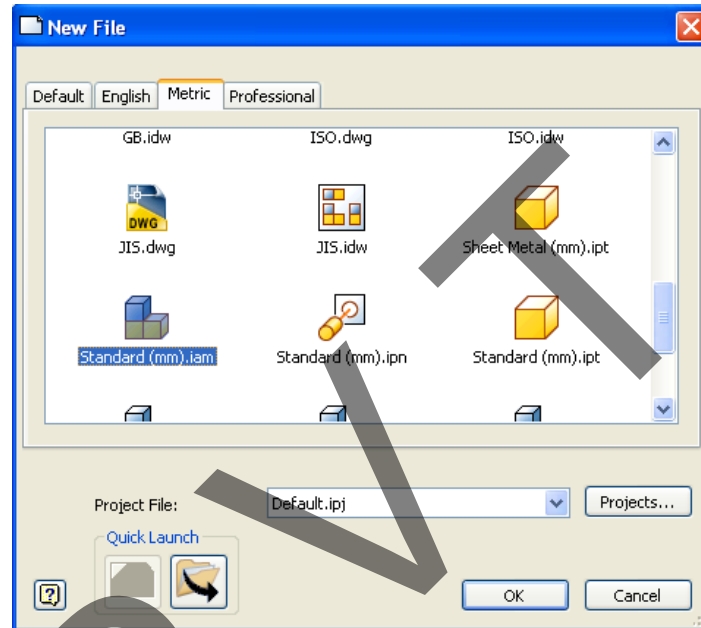 New File
Default English Metric Professional
GB.idw ISO.dwg ISO.idw
DWG
JIS.dwg JIS.idw Sheet Metal (mm).ipt
Standard (mm).iam Standard (mm).ipn Standard (mm).ipt
Project File: Default.ipj Projects...
Quick Launch
OK Cancel